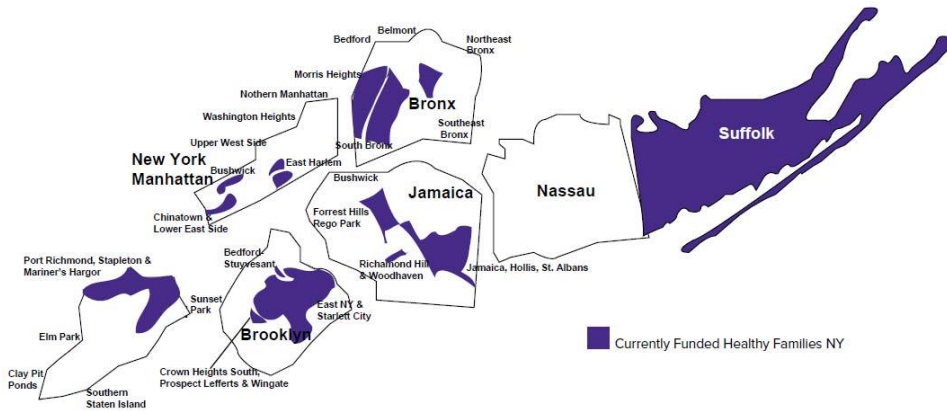 Belmont
Bedford
Northeast
Bronx
Morris Heights
Bronx
Nothern Manhattan
Washington Heights
Southeast
Bronx
South Bronx
Suffolk
Upper West Side
New York
Manhattan
East Harlem
Bushwick
Chinatown &
Lower East Side
Bushwick
Jamaica
Nassau
Forrest Hills
Rego Park
Richamond Hill
& Woodhaven
Jamaica, Hollis, St. Albans
Port Richmond, Stapleton &
Mariner's Hargor
Bedford-
Stuyvesant
Sunset
Park
East NY &
Starlett City
Brooklyn
Elm Park
Clay Pit
Ponds
Southern
Staten Island
Crown Heights South,
Prospect Lefferts & Wingate
Currently Funded Healthy Families NY